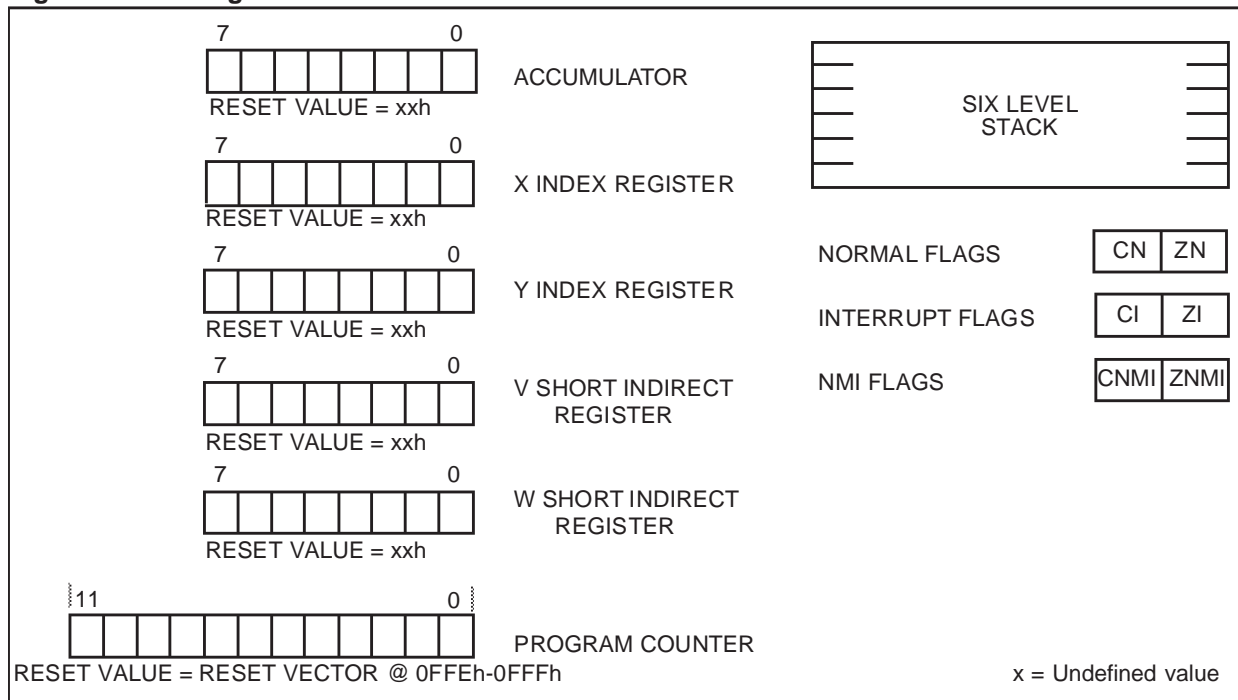 7 0
ACCUMULATOR
RESET VALUE = xxh
7 0
X INDEX REGISTER
RESET VALUE = xxh
7 0
Y INDEX REGISTER
RESET VALUE = xxh
7 0
V SHORT INDIRECT
REGISTER
RESET VALUE = xxh
7 0
W SHORT INDIRECT
REGISTER
RESET VALUE = xxh
11 0
PROGRAM COUNTER
RESET VALUE = RESET VECTOR @ 0FFEh-0FFFh
SIX LEVEL
STACK
NORMAL FLAGS CN ZN
INTERRUPT FLAGS CI ZI
NMI FLAGS CNMI ZNMI
x = Undefined value